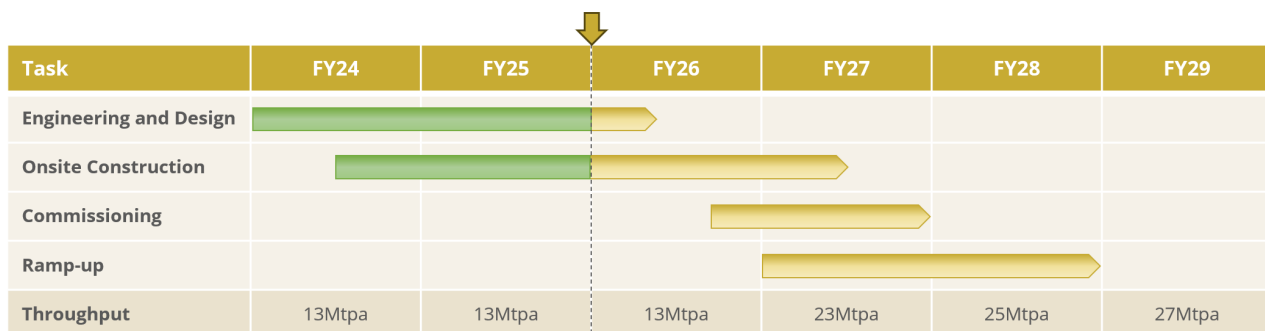 Task FY24 FY25 FY26 FY27 FY28 FY29
Engineering and Design
Onsite Construction
Commissioning
Ramp-up
Throughput 13Mtpa 13Mtpa 13Mtpa 23Mtpa 25Mtpa 27Mtpa